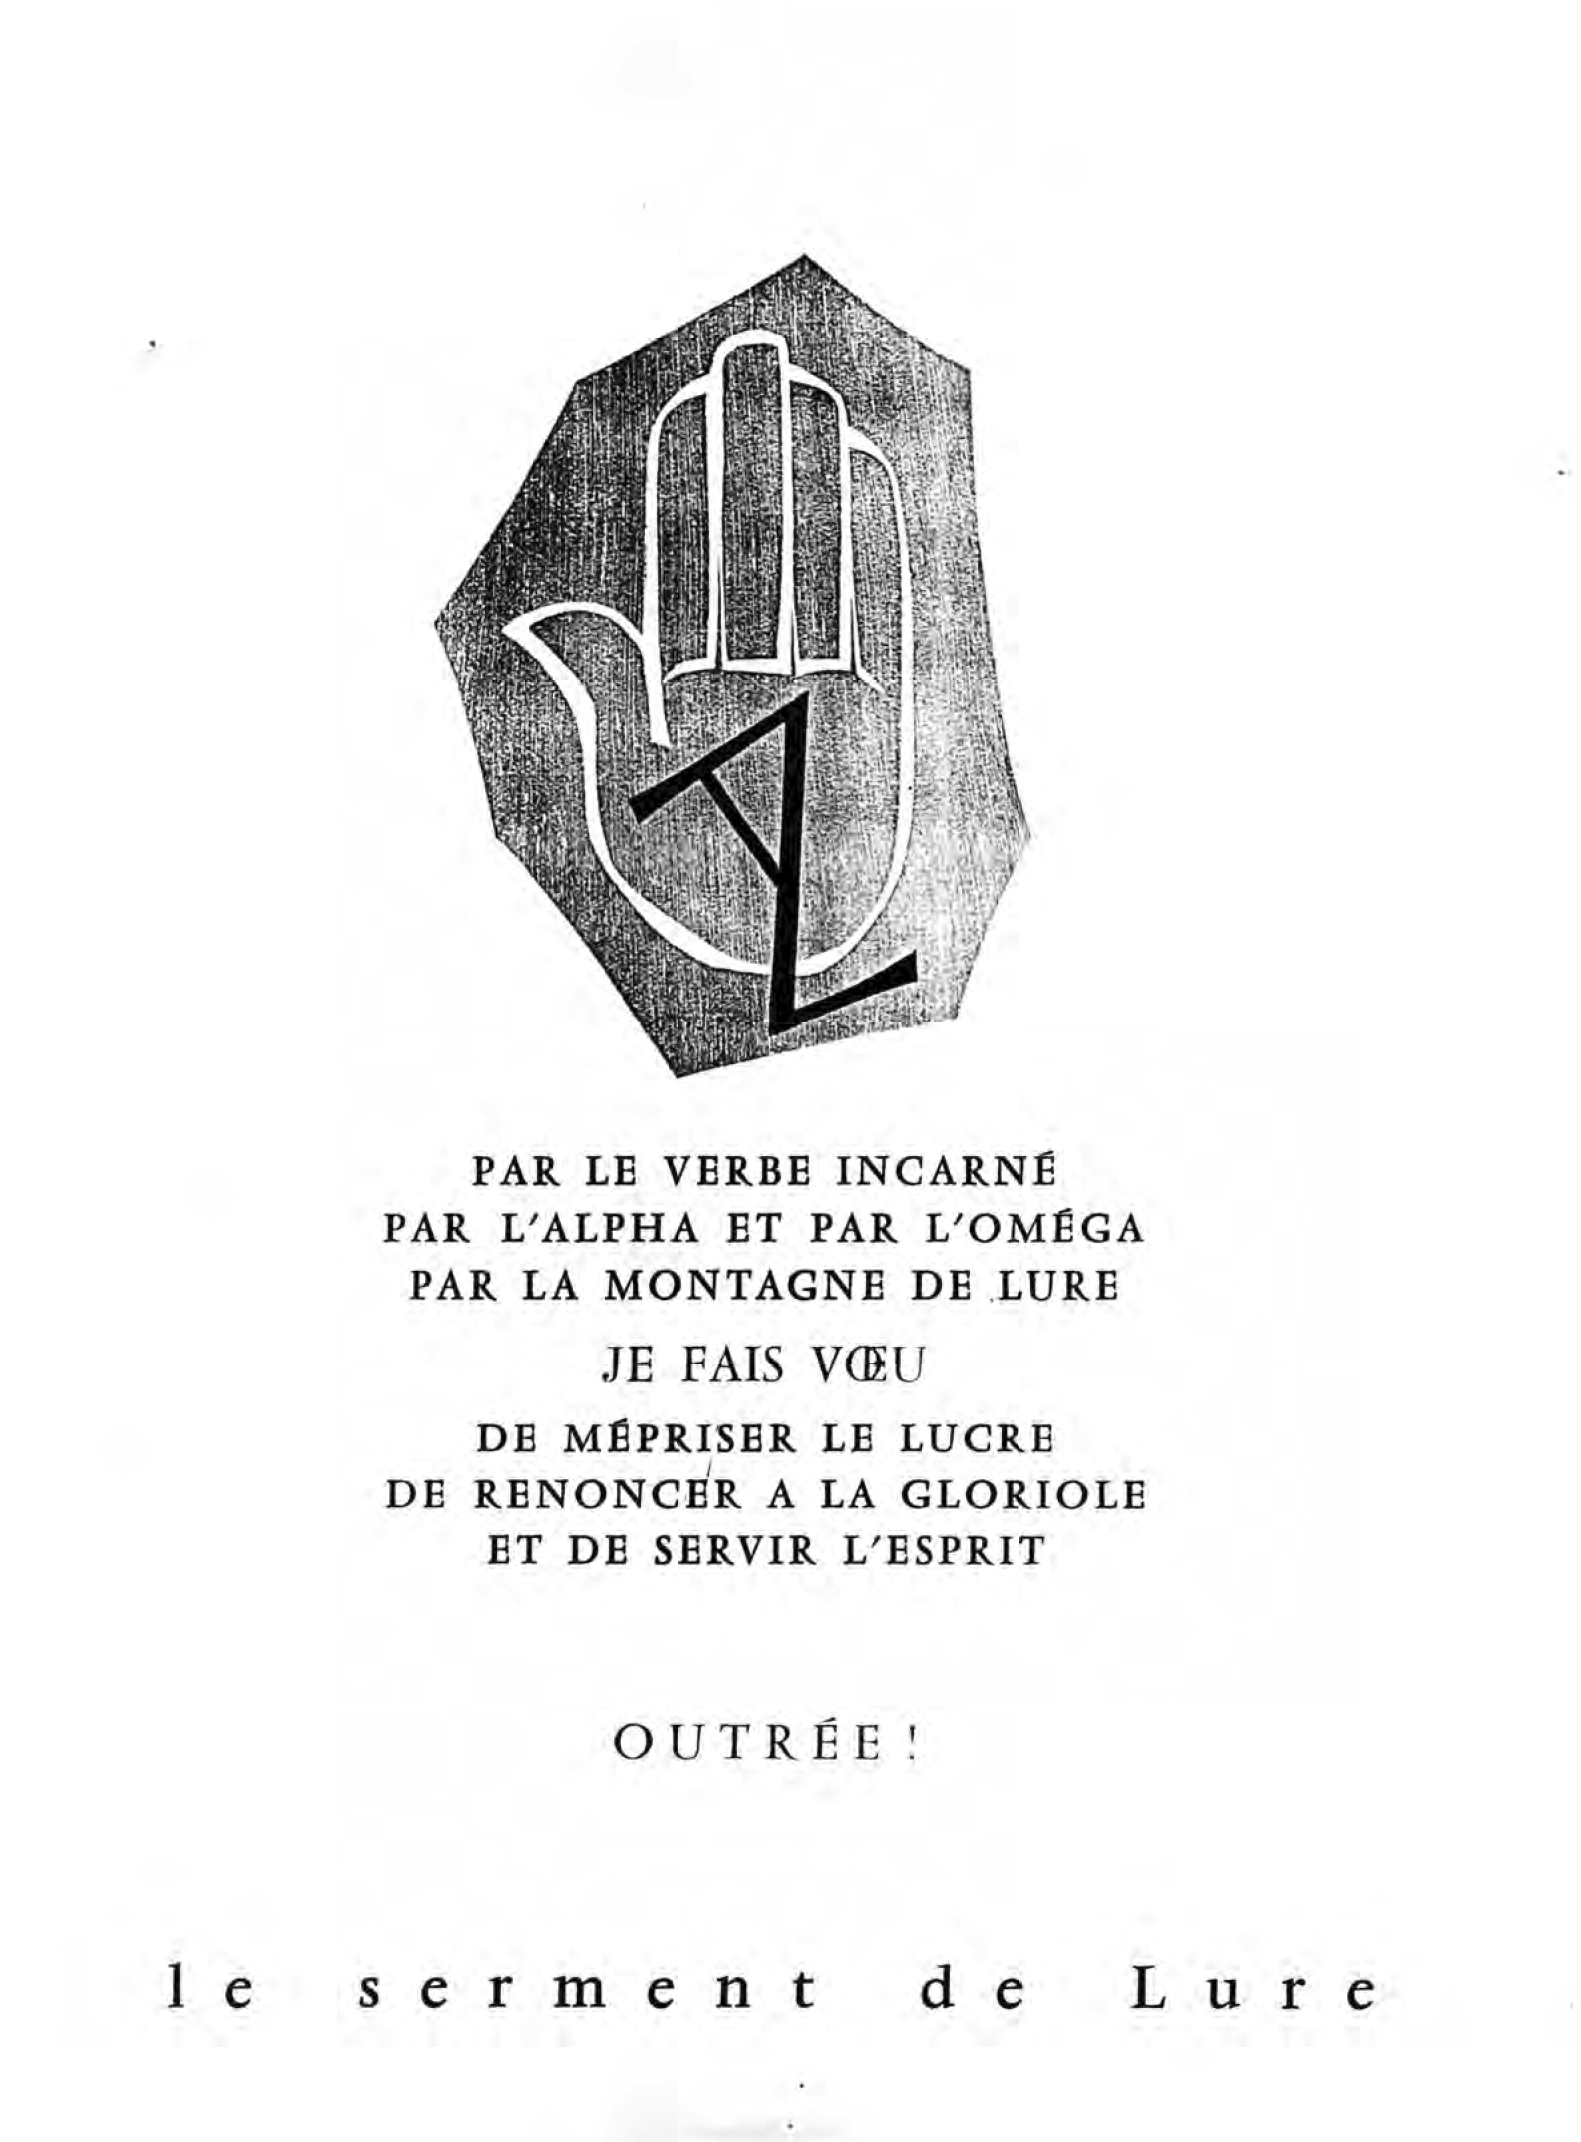 AZ
PAR LE VERBE INCARNÉ
PAR L'ALPHA ET PAR L'OMÉGA
PAR LA MONTAGNE DE LURE
JE FAIS VŒU
DE MÉPRISER LE LUCRE
DE RENONCER A LA GLORIOLE
ET DE SERVIR L'ESPRIT
OUTRÉE !
le serment de Lure